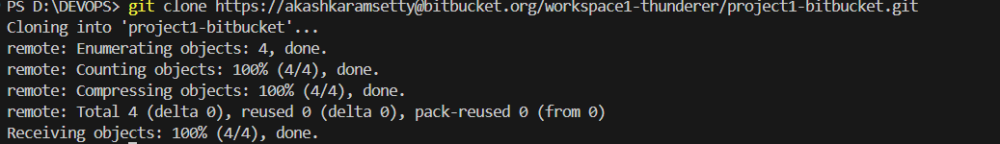 PS D:\DEVOPS> git clone https://akashkaramsetty@bitbucket.org/workspace1-thunderer/project1-bitbucket.git
Cloning into 'project1-bitbucket'...
remote: Enumerating objects: 4, done.
remote: Counting objects: 100% (4/4), done.
remote: Compressing objects: 100% (4/4), done.
remote: Total 4 (delta 0), reused 0 (delta 0), pack-reused 0 (from 0)
Receiving objects: 100% (4/4), done.